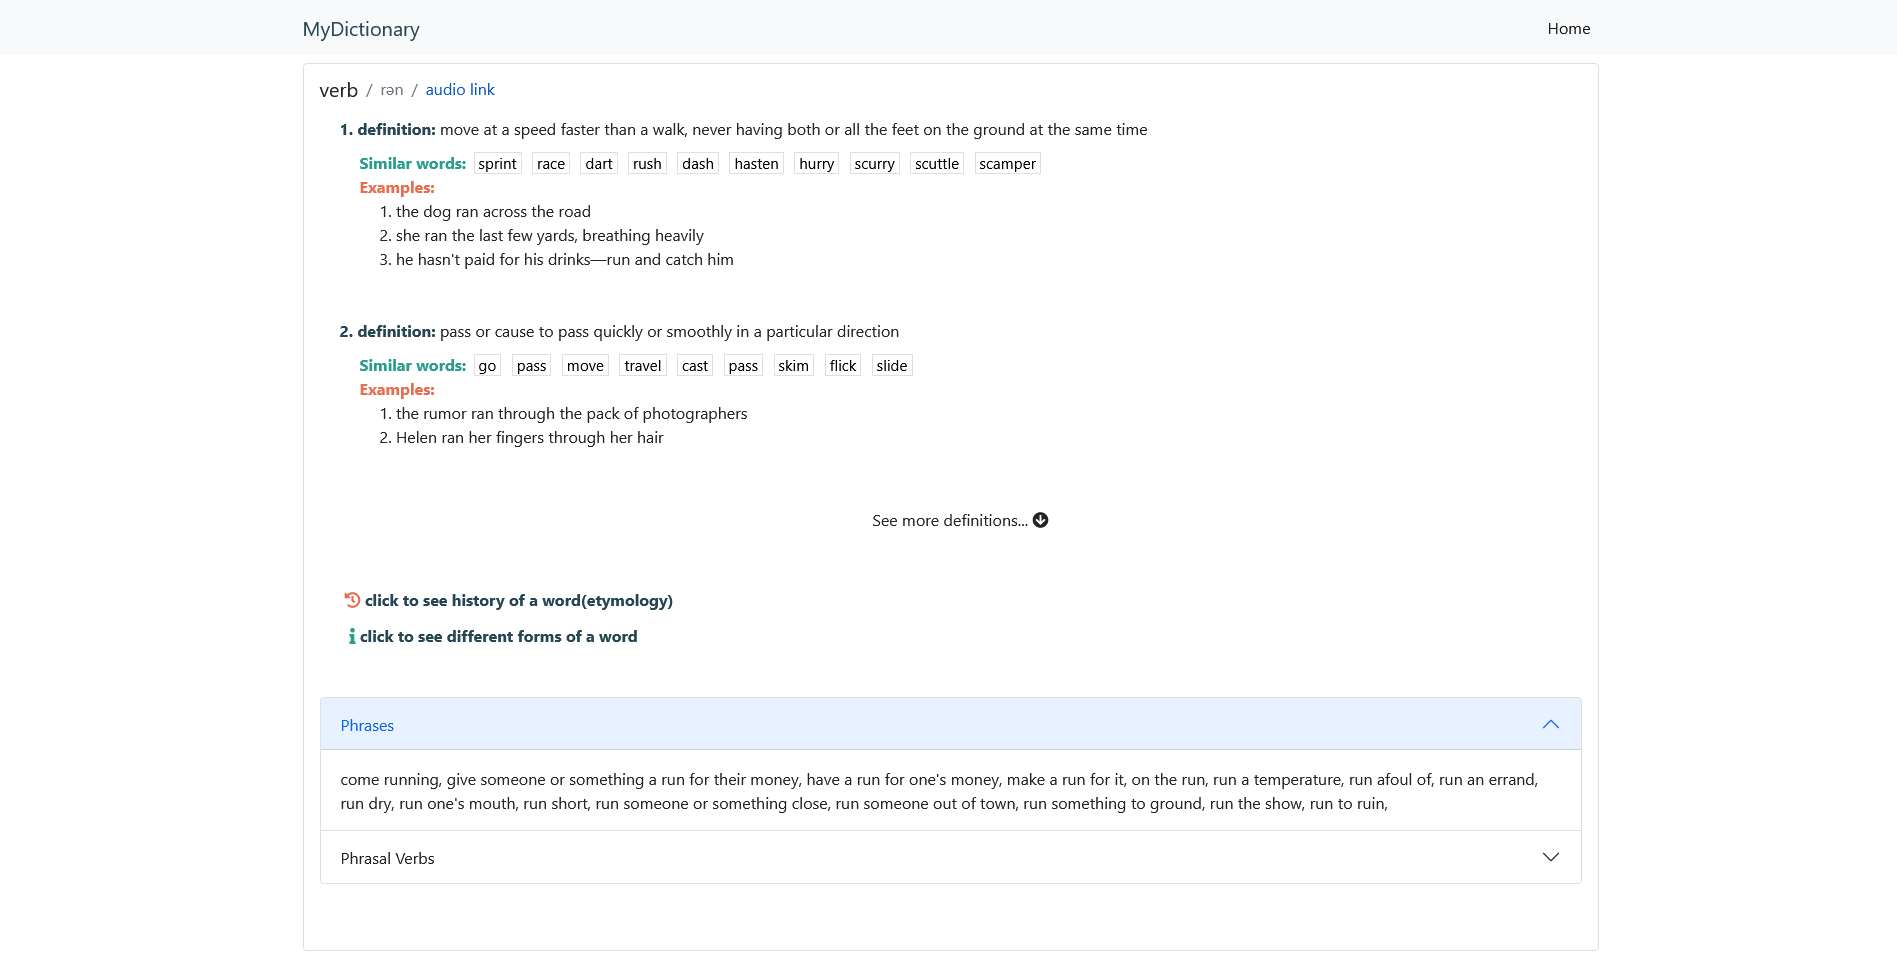 MyDictionary Home
verb / rən / audio link
1. definition: move at a speed faster than a walk, never having both or all the feet on the ground at the same time
Similar words: sprint race dart rush dash hasten hurry scurry scuttle scamper
Examples:
1. the dog ran across the road
2. she ran the last few yards, breathing heavily
3. he hasn't paid for his drinks—run and catch him
2. definition: pass or cause to pass quickly or smoothly in a particular direction
Similar words: go pass move travel cast pass skim flick slide
Examples:
1. the rumor ran through the pack of photographers
2. Helen ran her fingers through her hair
See more definitions...
click to see history of a word(etymology)
click to see different forms of a word
Phrases
come running, give someone or something a run for their money, have a run for one's money, make a run for it, on the run, run a temperature, run afoul of, run an errand,
run dry, run one's mouth, run short, run someone or something close, run someone out of town, run something to ground, run the show, run to ruin,
Phrasal Verbs